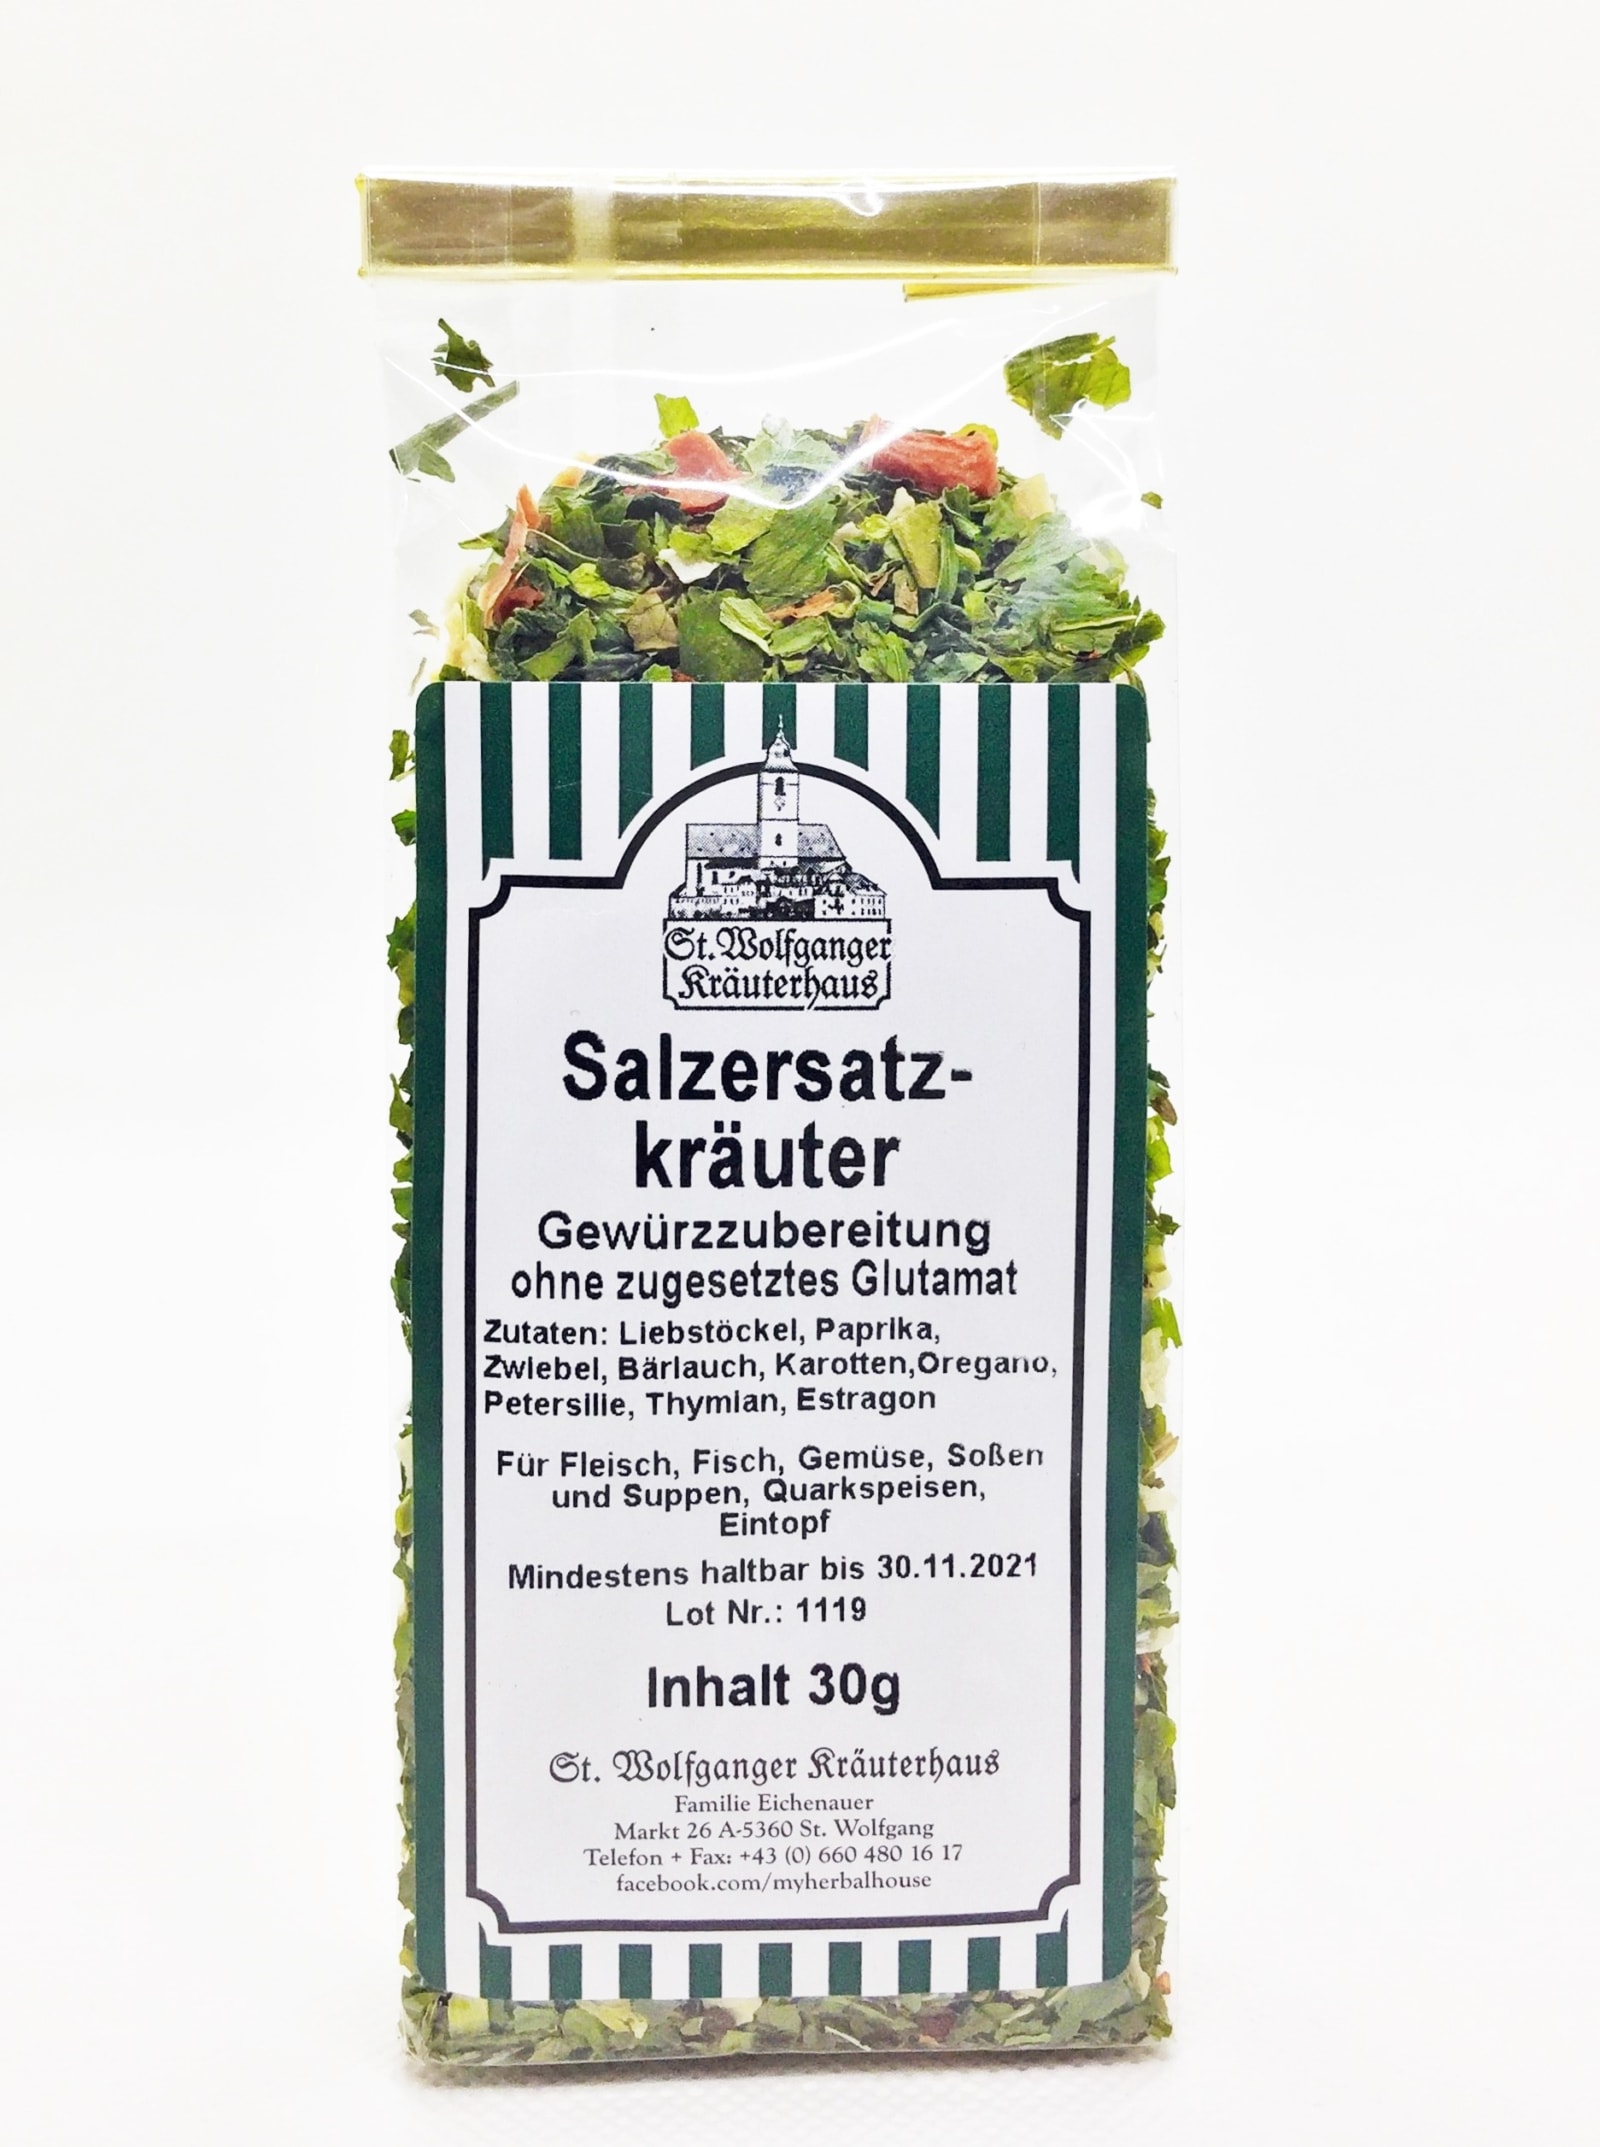 St. Wolfganger
Kräuterhaus
Salzersatz-
kräuter
Gewürzzubereitung
ohne zugesetztes Glutamat
Zutaten: Liebstöckel, Paprika,
Zwiebel, Bärlauch, Karotten,Oregano,
Petersilie, Thymian, Estragon
Für Fleisch, Fisch, Gemüse, Soßen
und Suppen, Quarkspeisen,
Eintopf
Mindestens haltbar bis 30.11.2021
Lot Nr.: 1119
Inhalt 30g
St. Wolfganger Kräuterhaus
Familie Eichenauer
Markt 26 A-5360 St. Wolfgang
Telefon + Fax: +43 (0) 660 480 16 17
facebook.com/myherbalhouse